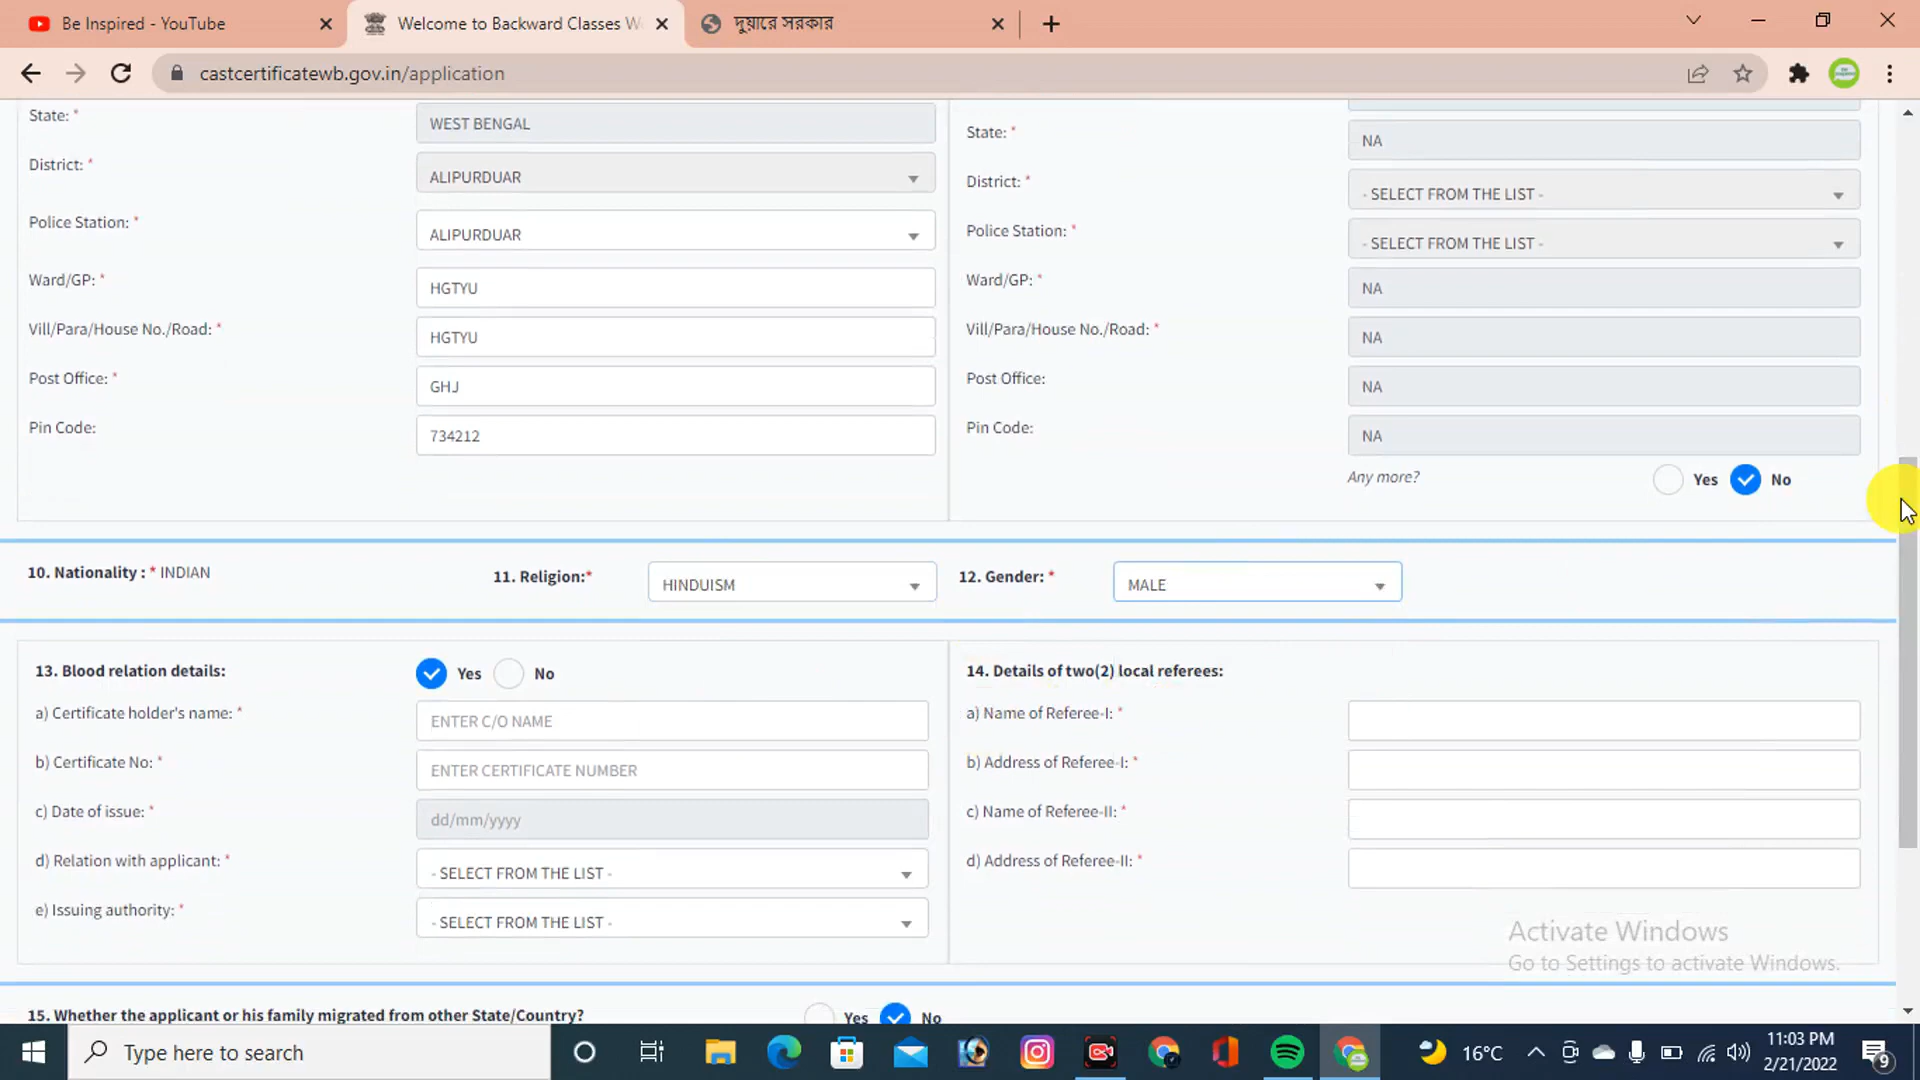 Be Inspired - YouTube
Welcome to Backward Classes W
দুয়ারে সরকার
castcertificatewb.gov.in/application
State: *
WEST BENGAL
District: *
ALIPURDUAR
Police Station: *
ALIPURDUAR
Ward/GP: *
HGTYU
Vill/Para/House No./Road: *
HGTYU
Post Office: *
GHJ
Pin Code:
734212
State: *
NA
District: *
- SELECT FROM THE LIST -
Police Station: *
- SELECT FROM THE LIST -
Ward/GP: *
NA
Vill/Para/House No./Road: *
NA
Post Office:
NA
Pin Code:
NA
Any more?
Yes
No
10. Nationality : * INDIAN
11. Religion:*
HINDUISM
12. Gender: *
MALE
13. Blood relation details:
Yes
No
a) Certificate holder's name: *
ENTER C/O NAME
b) Certificate No: *
ENTER CERTIFICATE NUMBER
c) Date of issue: *
dd/mm/yyyy
d) Relation with applicant: *
- SELECT FROM THE LIST -
e) Issuing authority: *
- SELECT FROM THE LIST -
14. Details of two(2) local referees:
a) Name of Referee-I: *
b) Address of Referee-I: *
c) Name of Referee-II: *
d) Address of Referee-II: *
Activate Windows
Go to Settings to activate Windows.
15. Whether the applicant or his family migrated from other State/Country?
Yes
No
Type here to search
16°C
11:03 PM
2/21/2022
9